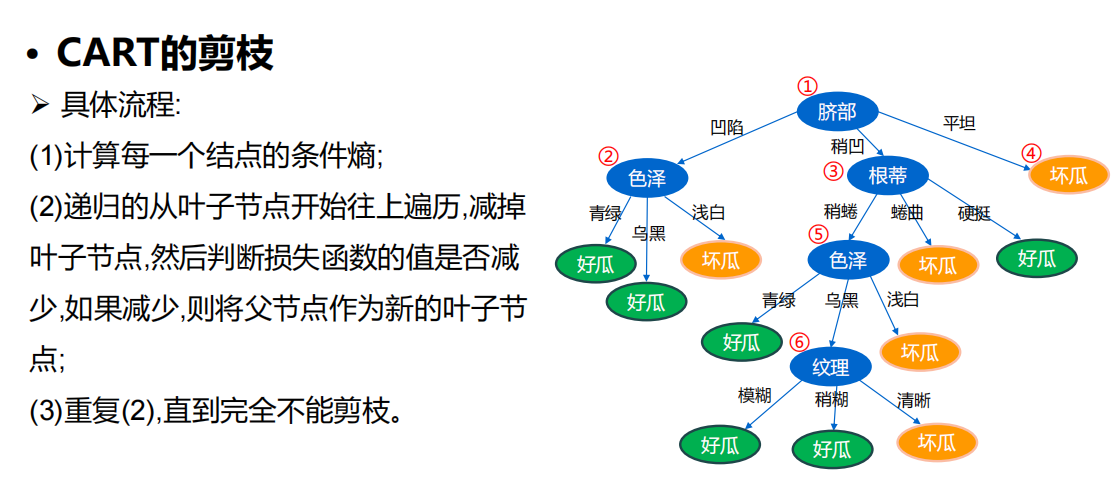 • CART的剪枝
➢ 具体流程:
(1)计算每一个结点的条件熵;
(2)递归的从叶子节点开始往上遍历,减掉
叶子节点,然后判断损失函数的值是否减
少,如果减少,则将父节点作为新的叶子节
点;
(3)重复(2),直到完全不能剪枝。
①
脐部
凹陷
稍凹
平坦
②
色泽
③
根蒂
④
坏瓜
青绿
乌黑
浅白
稍蜷
蜷曲
硬挺
好瓜
好瓜
坏瓜
⑤
色泽
坏瓜
好瓜
青绿
乌黑
浅白
好瓜
⑥
纹理
坏瓜
模糊
稍糊
清晰
好瓜
好瓜
坏瓜